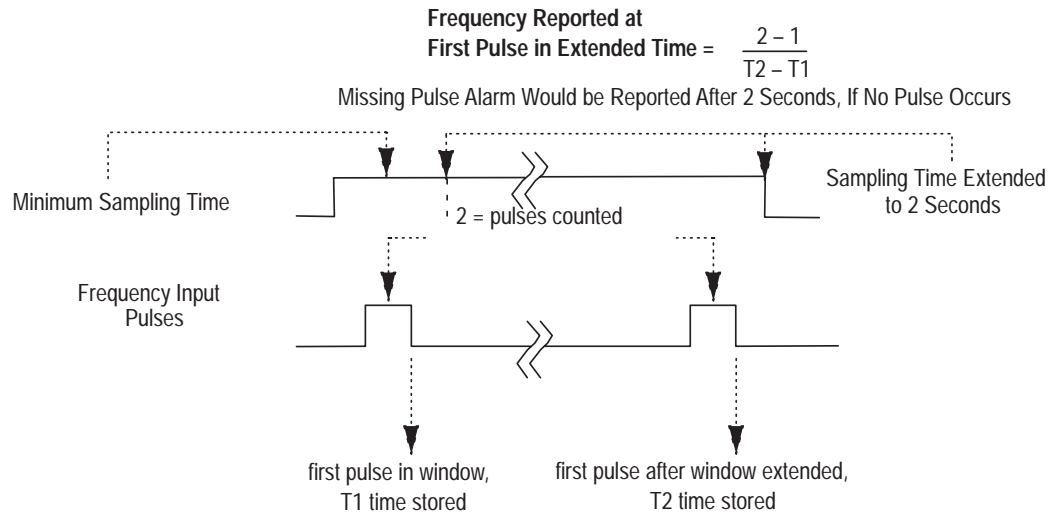 Frequency Reported at
First Pulse in Extended Time = 2 – 1
T2 – T1
Missing Pulse Alarm Would be Reported After 2 Seconds, If No Pulse Occurs
Minimum Sampling Time
Sampling Time Extended
to 2 Seconds
2 = pulses counted
Frequency Input
Pulses
first pulse in window,
T1 time stored
first pulse after window extended,
T2 time stored